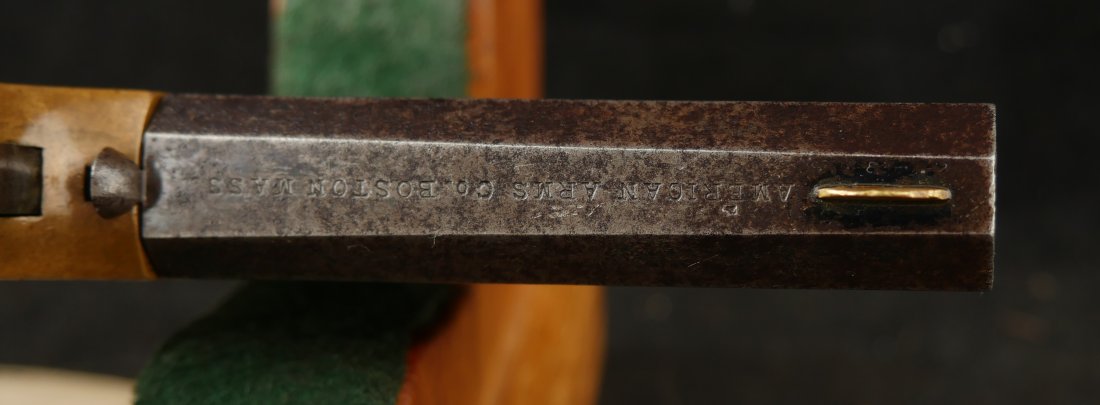 AMERICAN ARMS CO. BOSTON MASS